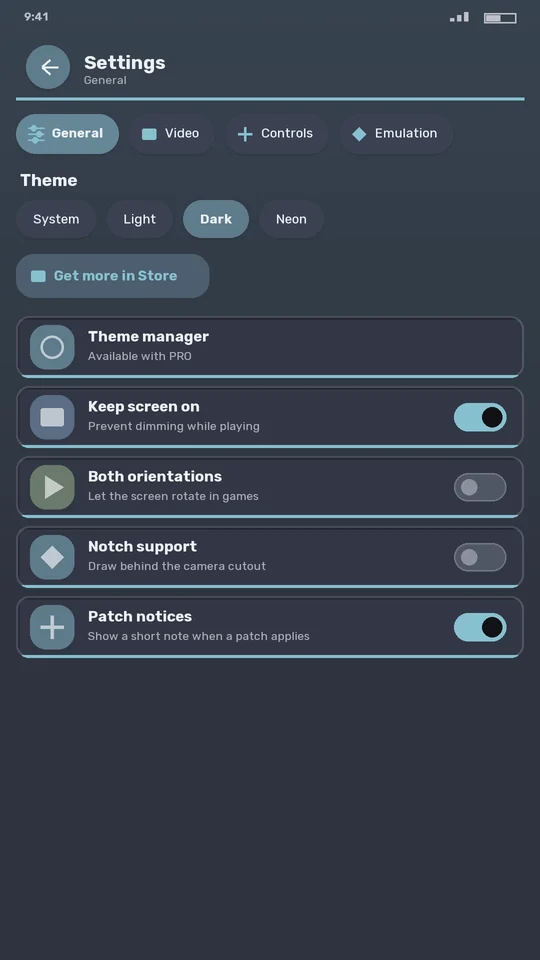 9:41
Settings
General
General
Video
Controls
Emulation
Theme
System
Light
Dark
Neon
Get more in Store
Theme manager
Available with PRO
Keep screen on
Prevent dimming while playing
Both orientations
Let the screen rotate in games
Notch support
Draw behind the camera cutout
Patch notices
Show a short note when a patch applies